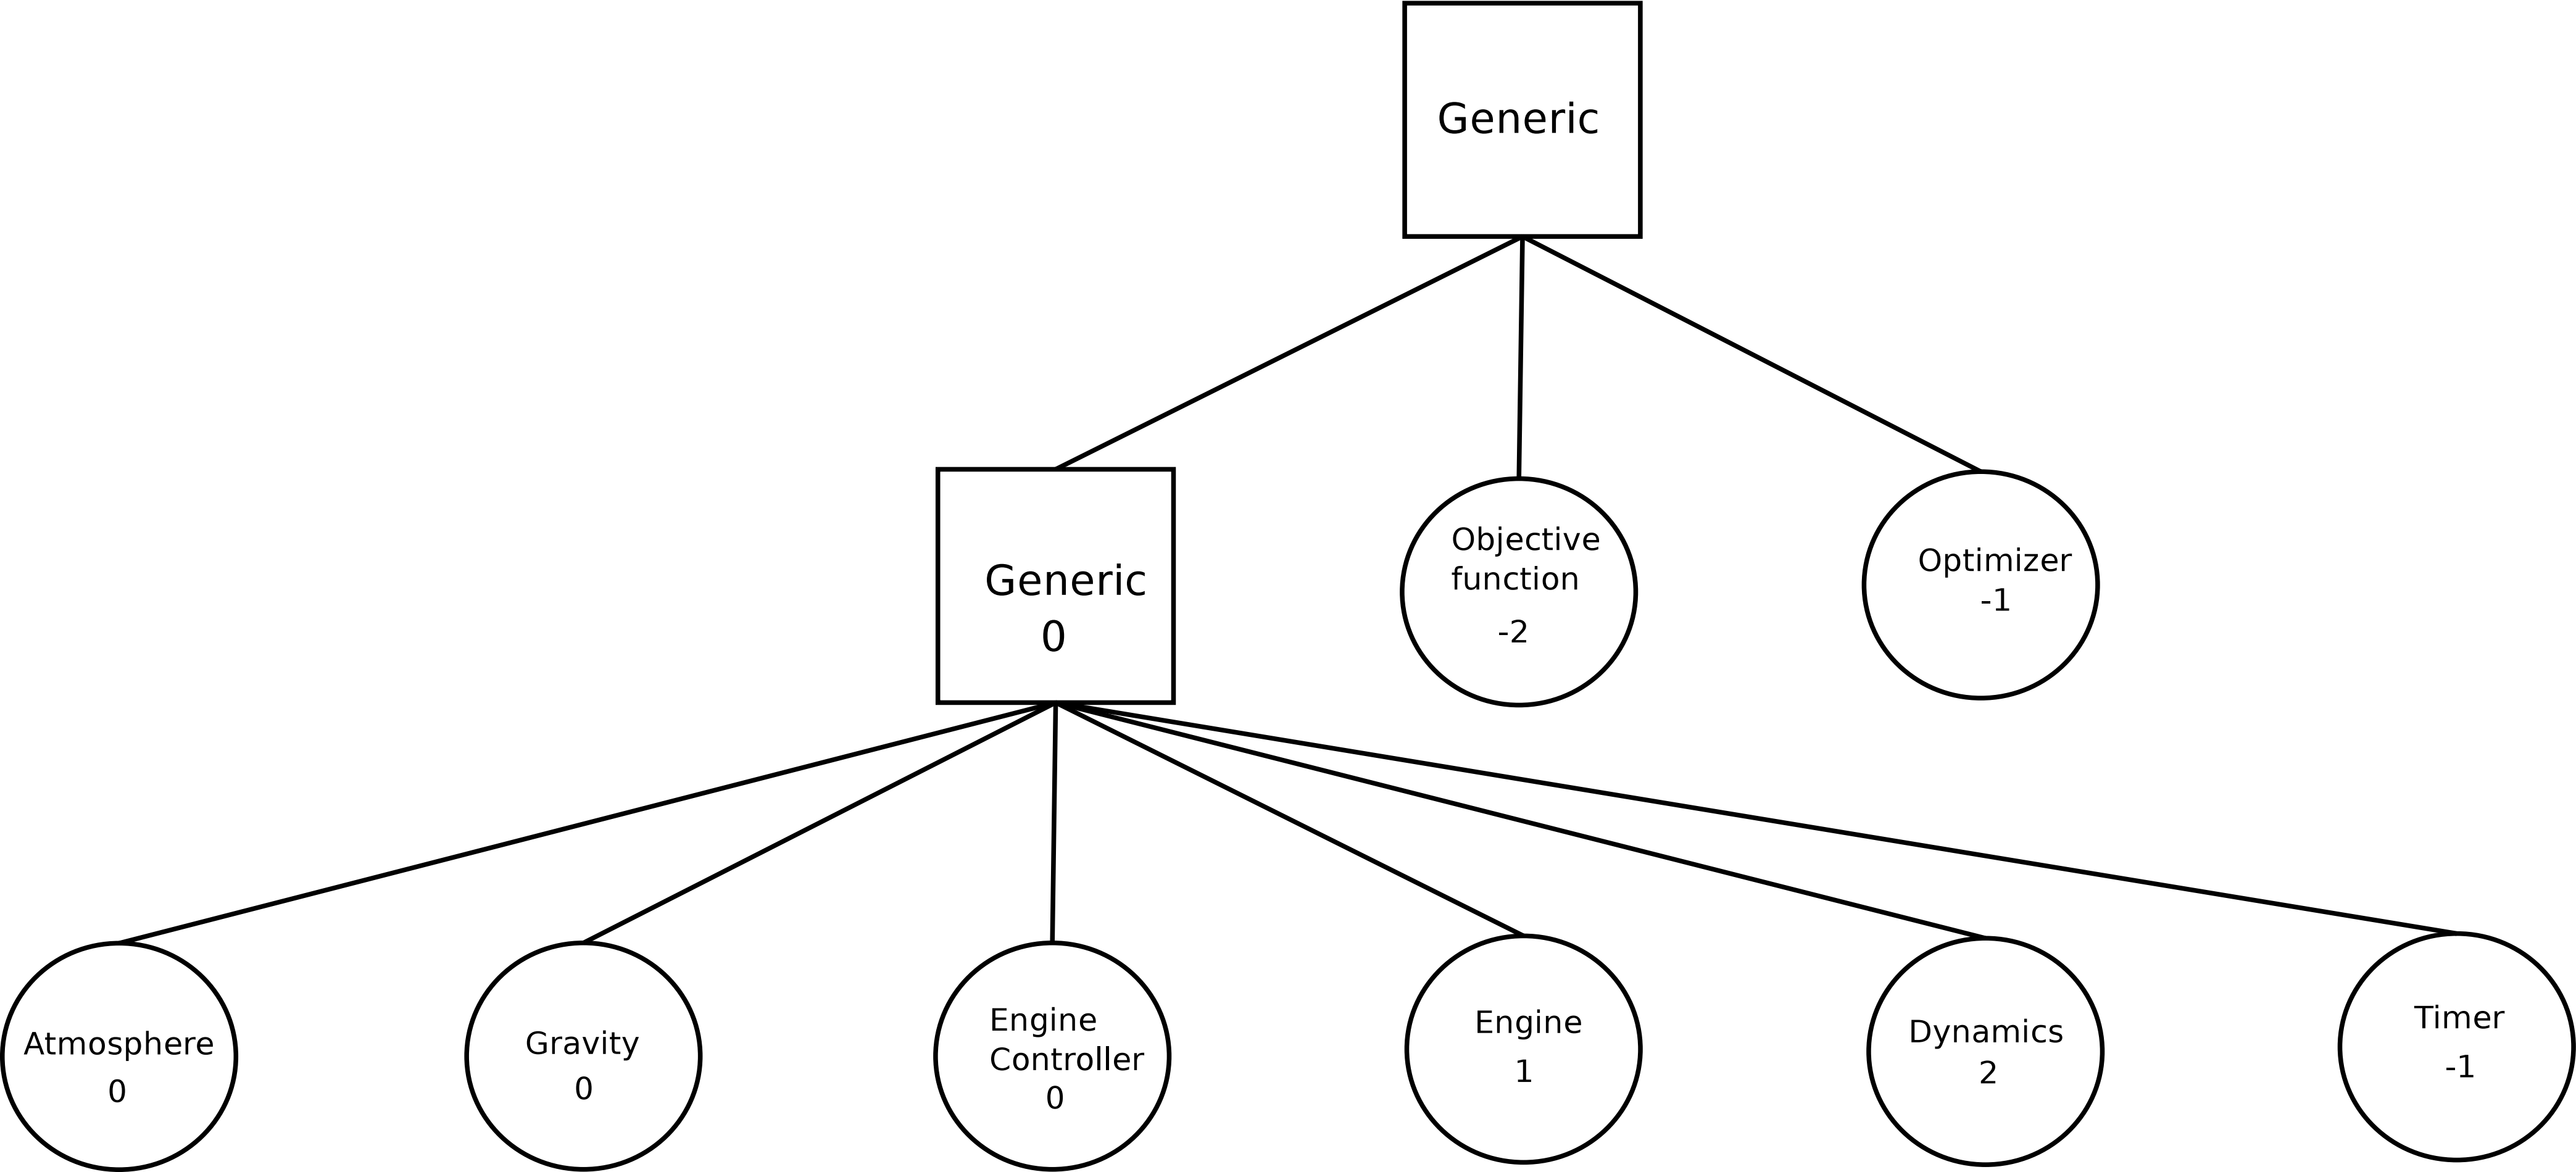 Generic
Generic
0
Objective
function
-2
Optimizer
-1
Atmosphere
0
Gravity
0
Engine
Controller
0
Engine
1
Dynamics
2
Timer
-1